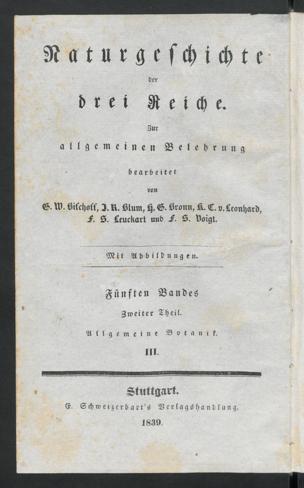 Naturgeschichte
der
drei Reiche.
Zur
allgemeinen Belehrung
bearbeitet
von
G. W. Bischoff, J. R. Blum, H. G. Bronn, K. C. v. Leonhard,
F. S. Leuckart und F. S. Voigt.
Mit Abbildungen.
Fünften Bandes
Zweiter Theil.
Allgemeine Botanik.
III.
Stuttgart.
E. Schweizerbart's Verlagshandlung.
1839.